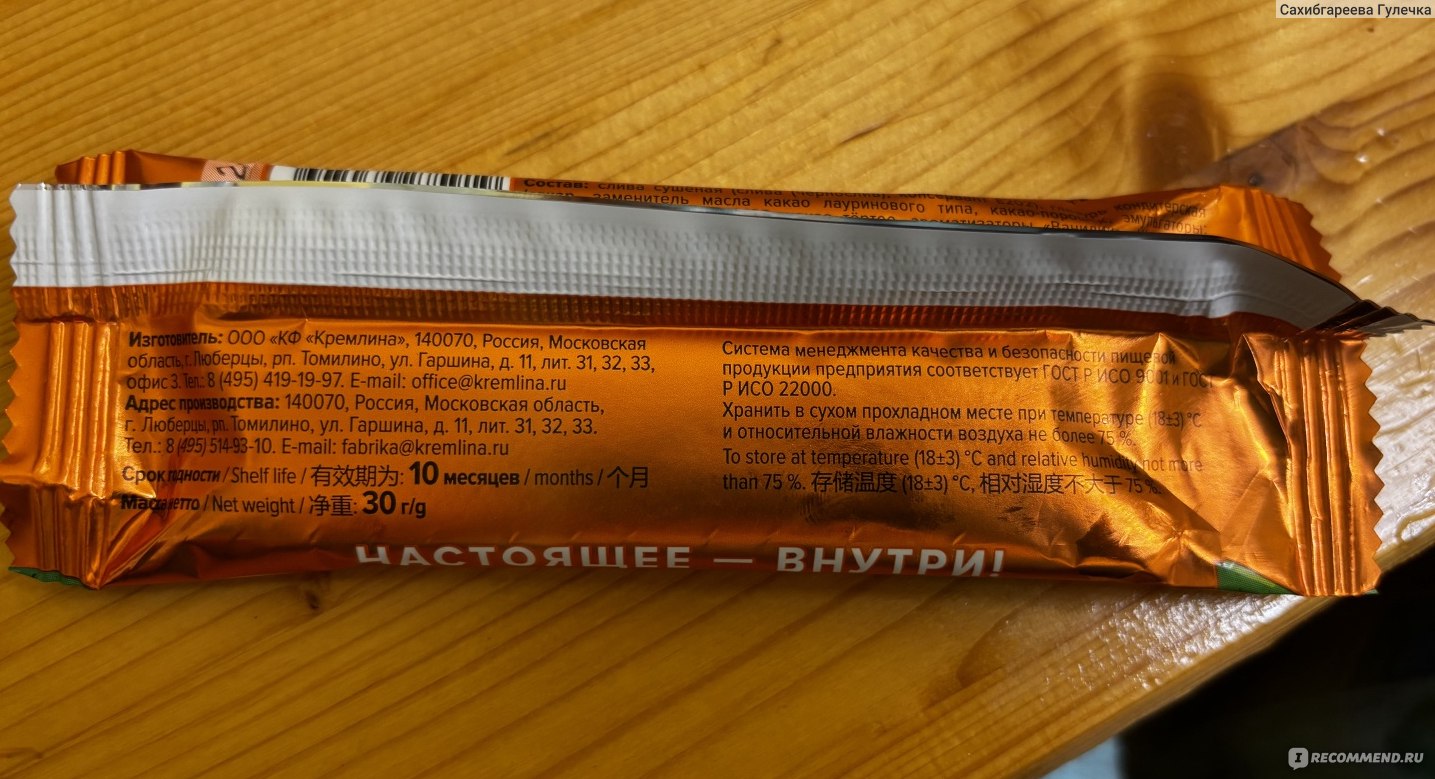 Сахибгареева Гулечка
2
Состав: слива сушеная (слива
заменитель масла какао лауринового типа, какао-порошок кондитерская
эмульгаторы:
ароматизаторы
Изготовитель: ООО «КФ «Кремлина», 140070, Россия, Московская
область, г. Люберцы, рп. Томилино, ул. Гаршина, д. 11, лит. 31, 32, 33,
офис 3. Тел.: 8 (495) 419-19-97. E-mail: office@kremlina.ru
Адрес производства: 140070, Россия, Московская область,
г. Люберцы, рп. Томилино, ул. Гаршина, д. 11, лит. 31, 32, 33.
Тел.: 8 (495) 514-93-10. E-mail: fabrika@kremlina.ru
Срок годности / Shelf life / 有效期为: 10 месяцев / months / 个月
Масса нетто / Net weight / 净重: 30 г/g
Система менеджмента качества и безопасности пищевой
продукции предприятия соответствует ГОСТ Р ИСО 9001 и ГОСТ
Р ИСО 22000.
Хранить в сухом прохладном месте при температуре (18±3) °C
и относительной влажности воздуха не более 75 %.
To store at temperature (18±3) °C and relative humidity not more
than 75 %. 存储温度 (18±3) °C, 相对湿度不大于 75 %.
НАСТОЯЩЕЕ — ВНУТРИ!
IRECOMMEND.RU